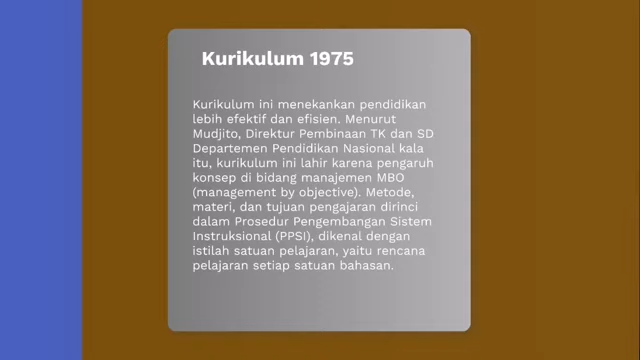 Kurikulum 1975
Kurikulum ini menekankan pendidikan
lebih efektif dan efisien. Menurut
Mudjito, Direktur Pembinaan TK dan SD
Departemen Pendidikan Nasional kala
itu, kurikulum ini lahir karena pengaruh
konsep di bidang manajemen MBO
(management by objective). Metode,
materi, dan tujuan pengajaran dirinci
dalam Prosedur Pengembangan Sistem
Instruksional (PPSI), dikenal dengan
istilah satuan pelajaran, yaitu rencana
pelajaran setiap satuan bahasan.